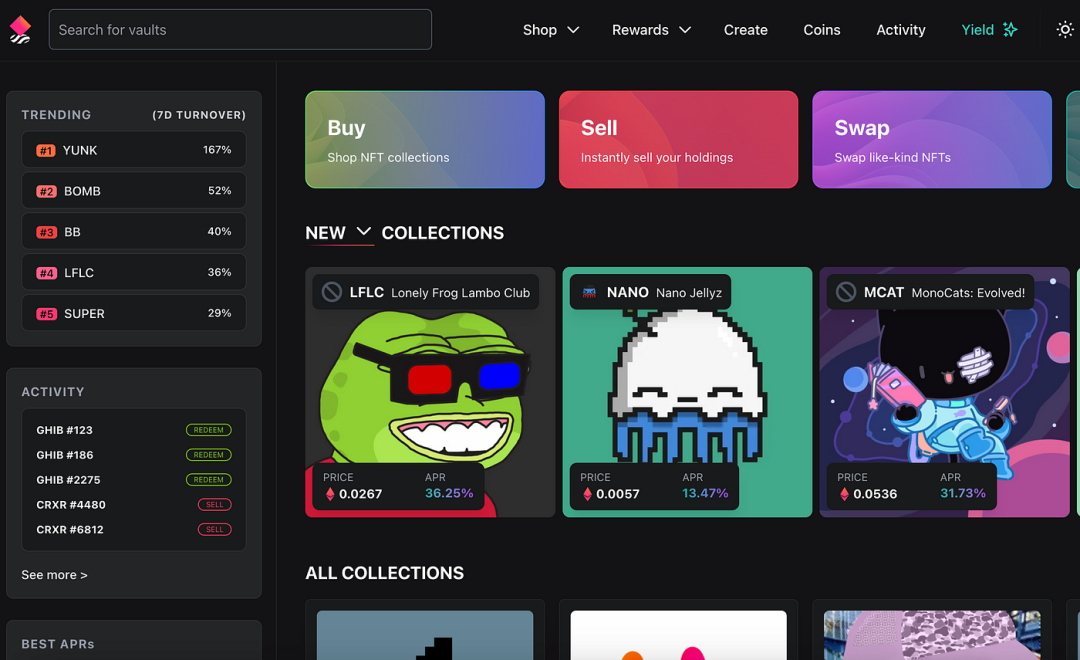 Search for vaults
Shop
Rewards
Create
Coins
Activity
Yield
TRENDING (7D TURNOVER)
#1 YUNK 167%
#2 BOMB 52%
#3 BB 40%
#4 LFLC 36%
#5 SUPER 29%
ACTIVITY
GHIB #123 REDEEM
GHIB #186 REDEEM
GHIB #2275 REDEEM
CRXR #4480 SELL
CRXR #6812 SELL
See more >
BEST APRs
Buy
Shop NFT collections
Sell
Instantly sell your holdings
Swap
Swap like-kind NFTs
NEW COLLECTIONS
LFLC Lonely Frog Lambo Club
PRICE APR
0.0267 36.25%
NANO Nano Jellyz
PRICE APR
0.0057 13.47%
MCAT MonoCats: Evolved!
PRICE APR
0.0536 31.73%
ALL COLLECTIONS